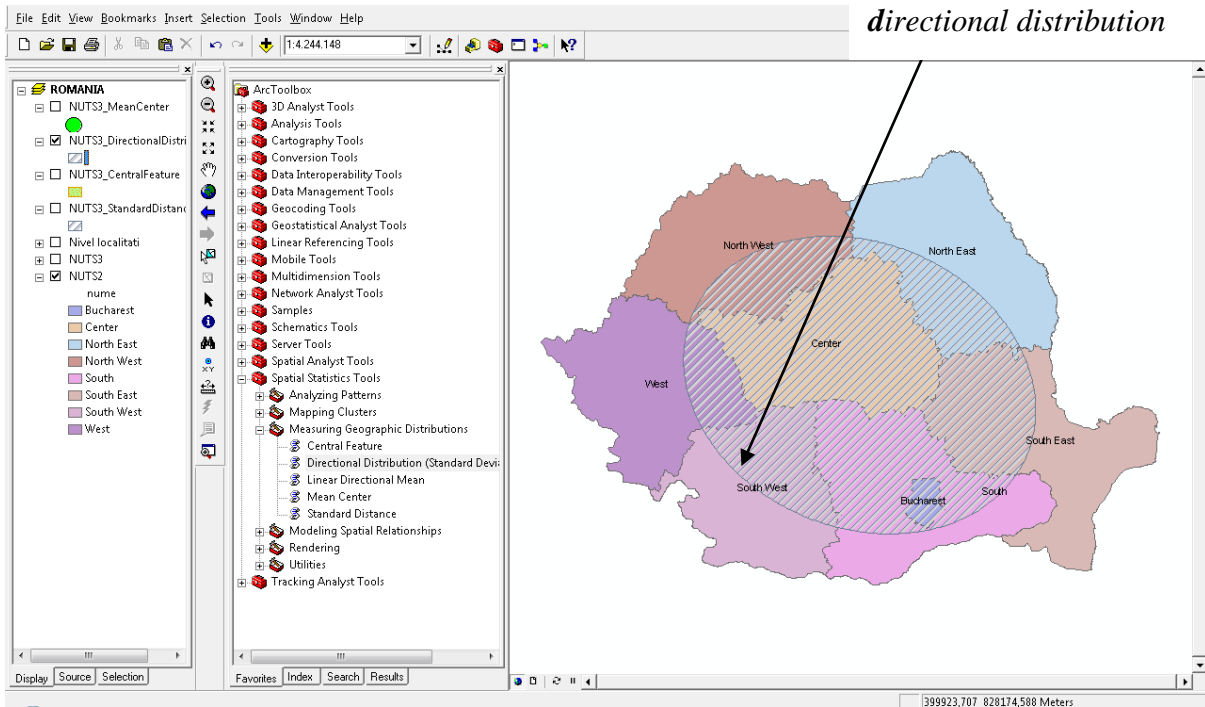 File Edit View Bookmarks Insert Selection Tools Window Help
directional distribution
1:4.244.148
ROMANIA
NUTS3_MeanCenter
NUTS3_DirectionalDistri
NUTS3_CentralFeature
NUTS3_StandardDistanc
Nivel localitati
NUTS3
NUTS2
nume
Bucharest
Center
North East
North West
South
South East
South West
West
Display Source Selection
ArcToolbox
3D Analyst Tools
Analysis Tools
Cartography Tools
Conversion Tools
Data Interoperability Tools
Data Management Tools
Geocoding Tools
Geostatistical Analyst Tools
Linear Referencing Tools
Mobile Tools
Multidimension Tools
Network Analyst Tools
Samples
Schematics Tools
Server Tools
Spatial Analyst Tools
Spatial Statistics Tools
Analyzing Patterns
Mapping Clusters
Measuring Geographic Distributions
Central Feature
Directional Distribution (Standard Devi
Linear Directional Mean
Mean Center
Standard Distance
Modeling Spatial Relationships
Rendering
Utilities
Tracking Analyst Tools
Favorites Index Search Results
North West
North East
Center
West
South East
South West
Bucharest
South
399923,707 828174,588 Meters